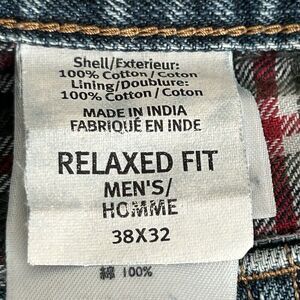 Shell/Exterieur:
100% Cotton/Coton
Lining/Doublure:
100% Cotton/Coton
MADE IN INDIA
FABRIQUÉ EN INDE
RELAXED FIT
MEN'S/
HOMME
38X32
綿 100%